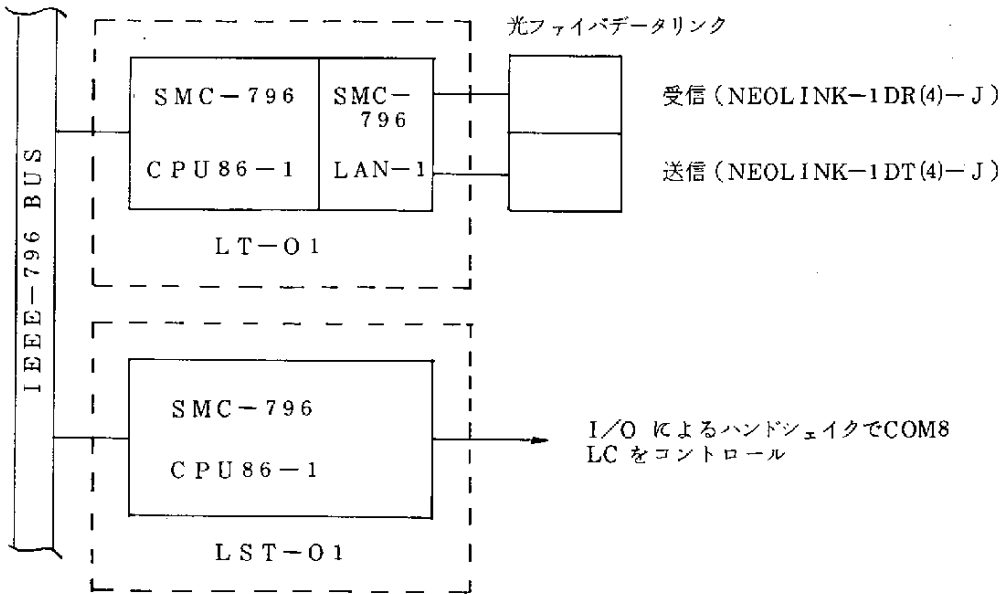 光ファイバデータリンク
SMC-796
CPU86-1
SMC-
796
LAN-1
受信(NEOLINK-1DR(4)-J)
送信(NEOLINK-1DT(4)-J)
LT-01
IEEE-796 BUS
SMC-796
CPU86-1
I/O によるハンドシェイクでCOM8
LC をコントロール
LST-01